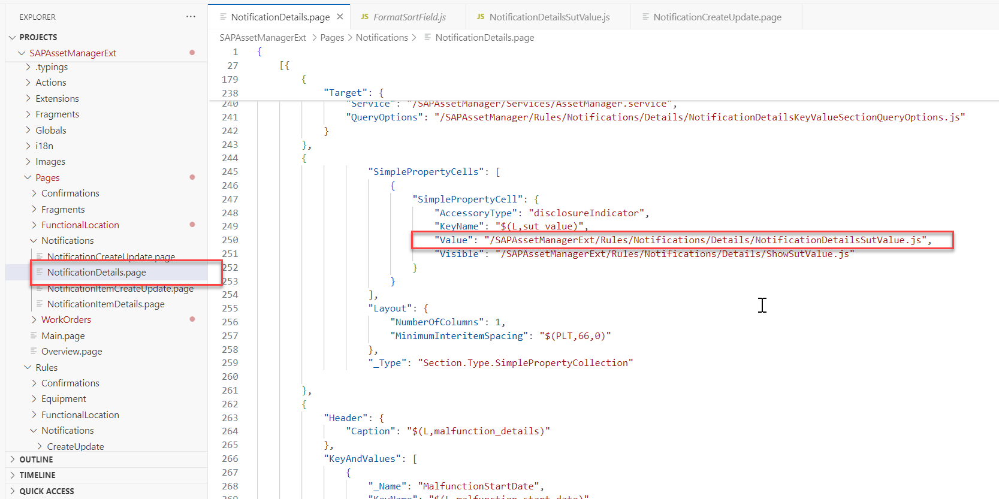 EXPLORER ...
PROJECTS
SAPAssetManagerExt
.typings
Actions
Extensions
Fragments
Globals
i18n
Images
Pages
Confirmations
Fragments
FunctionalLocation
Notifications
NotificationCreateUpdate.page
NotificationDetails.page
NotificationItemCreateUpdate.page
NotificationItemDetails.page
WorkOrders
Main.page
Overview.page
Rules
Confirmations
Equipment
FunctionalLocation
Notifications
CreateUpdate
OUTLINE
TIMELINE
QUICK ACCESS
NotificationDetails.page JS FormatSortField.js JS NotificationDetailsSutValue.js NotificationCreateUpdate.page
SAPAssetManagerExt > Pages > Notifications > NotificationDetails.page
1 {
27 [{
179 {
238 "Target": {
240 "Service": "/SAPAssetManager/Services/AssetManager.service",
241 "QueryOptions": "/SAPAssetManager/Rules/Notifications/Details/NotificationDetailsKeyValueSectionQueryOptions.js"
242 }
243 },
244 {
245 "SimplePropertyCells": [
246 {
247 "SimplePropertyCell": {
248 "AccessoryType": "disclosureIndicator",
249 "KeyName": "$(L,sut_value)",
250 "Value": "/SAPAssetManagerExt/Rules/Notifications/Details/NotificationDetailsSutValue.js",
251 "Visible": "/SAPAssetManagerExt/Rules/Notifications/Details/ShowSutValue.js"
252 }
253 }
254 ],
255 "Layout": {
256 "NumberOfColumns": 1,
257 "MinimumInteritemSpacing": "$(PLT,66,0)"
258 },
259 "_Type": "Section.Type.SimplePropertyCollection"
260
261 },
262 {
263 "Header": {
264 "Caption": "$(L,malfunction_details)"
265 },
266 "KeyAndValues": [
267 {
268 "_Name": "MalfunctionStartDate",
269 "KeyName": "$(L,malfunction_start_date)",